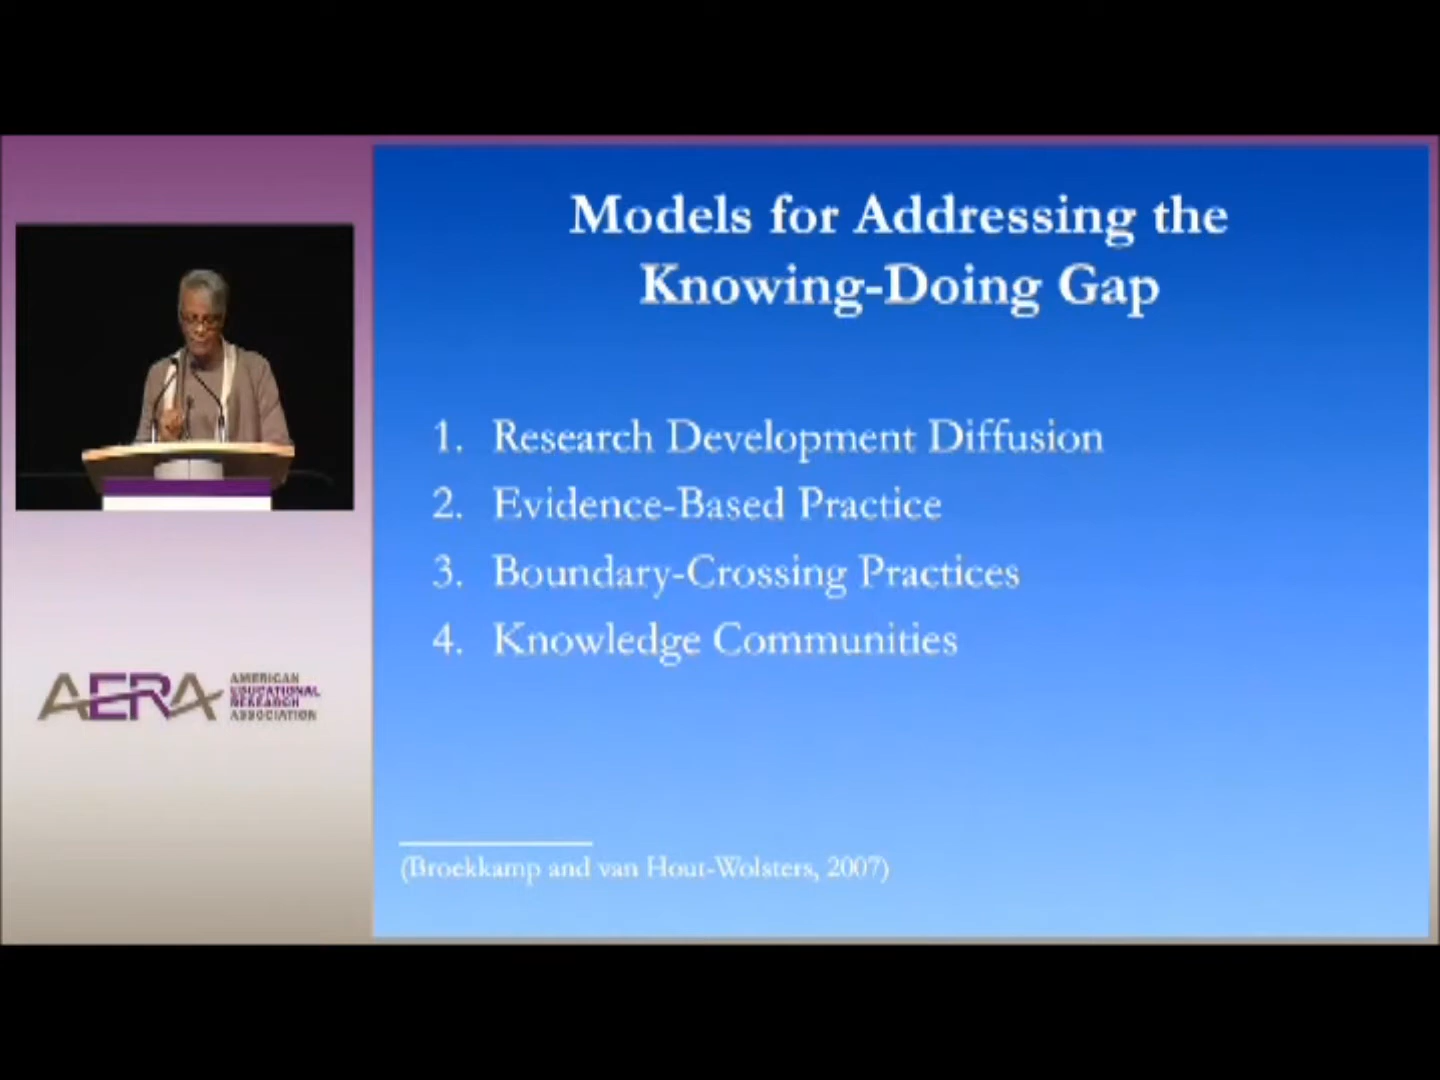 Models for Addressing the
Knowing-Doing Gap
1. Research Development Diffusion
2. Evidence-Based Practice
3. Boundary-Crossing Practices
4. Knowledge Communities
(Broekkamp and van Hout-Wolsters, 2007)
AERA
AMERICAN
EDUCATIONAL
RESEARCH
ASSOCIATION